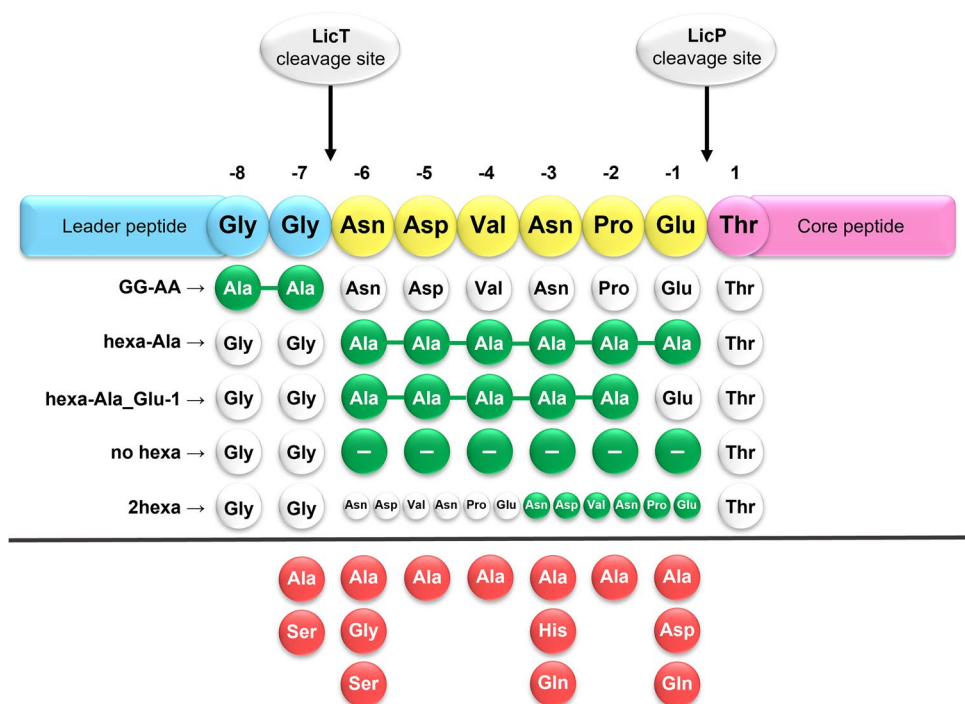 LicT LicP
cleavage site cleavage site
-8 -7 -6 -5 -4 -3 -2 -1 1
Leader peptide Gly Gly Asn Asp Val Asn Pro Glu Thr Core peptide
GG-AA → Ala Ala Asn Asp Val Asn Pro Glu Thr
hexa-Ala → Gly Gly Ala Ala Ala Ala Ala Ala Thr
hexa-Ala_Glu-1 → Gly Gly Ala Ala Ala Ala Ala Glu Thr
no hexa → Gly Gly – – – – – – Thr
2hexa → Gly Gly Asn Asp Val Asn Pro Glu Asn Asp Val Asn Pro Glu Thr
Ala Ala Ala Ala Ala Ala Ala
Ser Gly His Asp
Ser Gln Gln